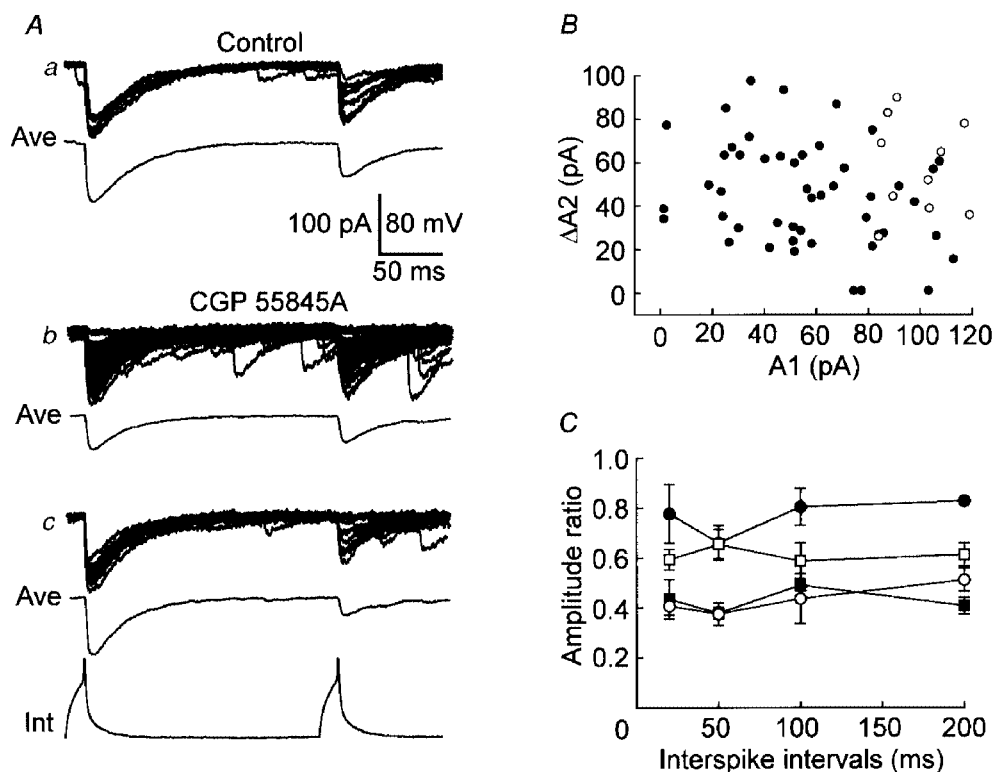 A
Control
a
Ave
100 pA
80 mV
50 ms
CGP 55845A
b
Ave
c
Ave
Int
B
100
80
60
40
20
0
ΔA2 (pA)
0
20
40
60
80
100
120
A1 (pA)
C
1.0
0.8
0.6
0.4
0.2
0
Amplitude ratio
50
100
150
200
Interspike intervals (ms)